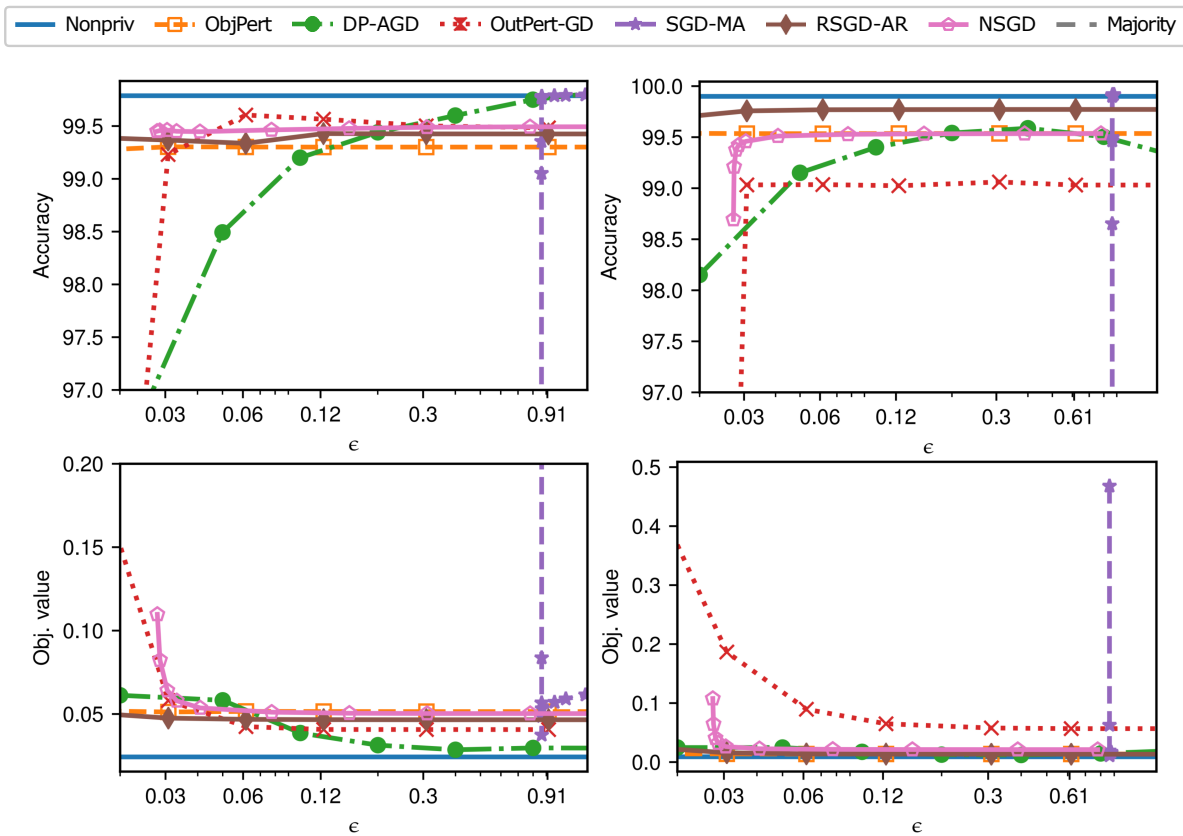 Nonpriv ObjPert DP-AGD OutPert-GD SGD-MA RSGD-AR NSGD Majority
99.5
99.0
98.5
98.0
97.5
97.0
Accuracy
0.03 0.06 0.12 0.3 0.91
ϵ
100.0
99.5
99.0
98.5
98.0
97.5
97.0
Accuracy
0.03 0.06 0.12 0.3 0.61
ϵ
0.20
0.15
0.10
0.05
Obj. value
0.03 0.06 0.12 0.3 0.91
ϵ
0.5
0.4
0.3
0.2
0.1
0.0
Obj. value
0.03 0.06 0.12 0.3 0.61
ϵ